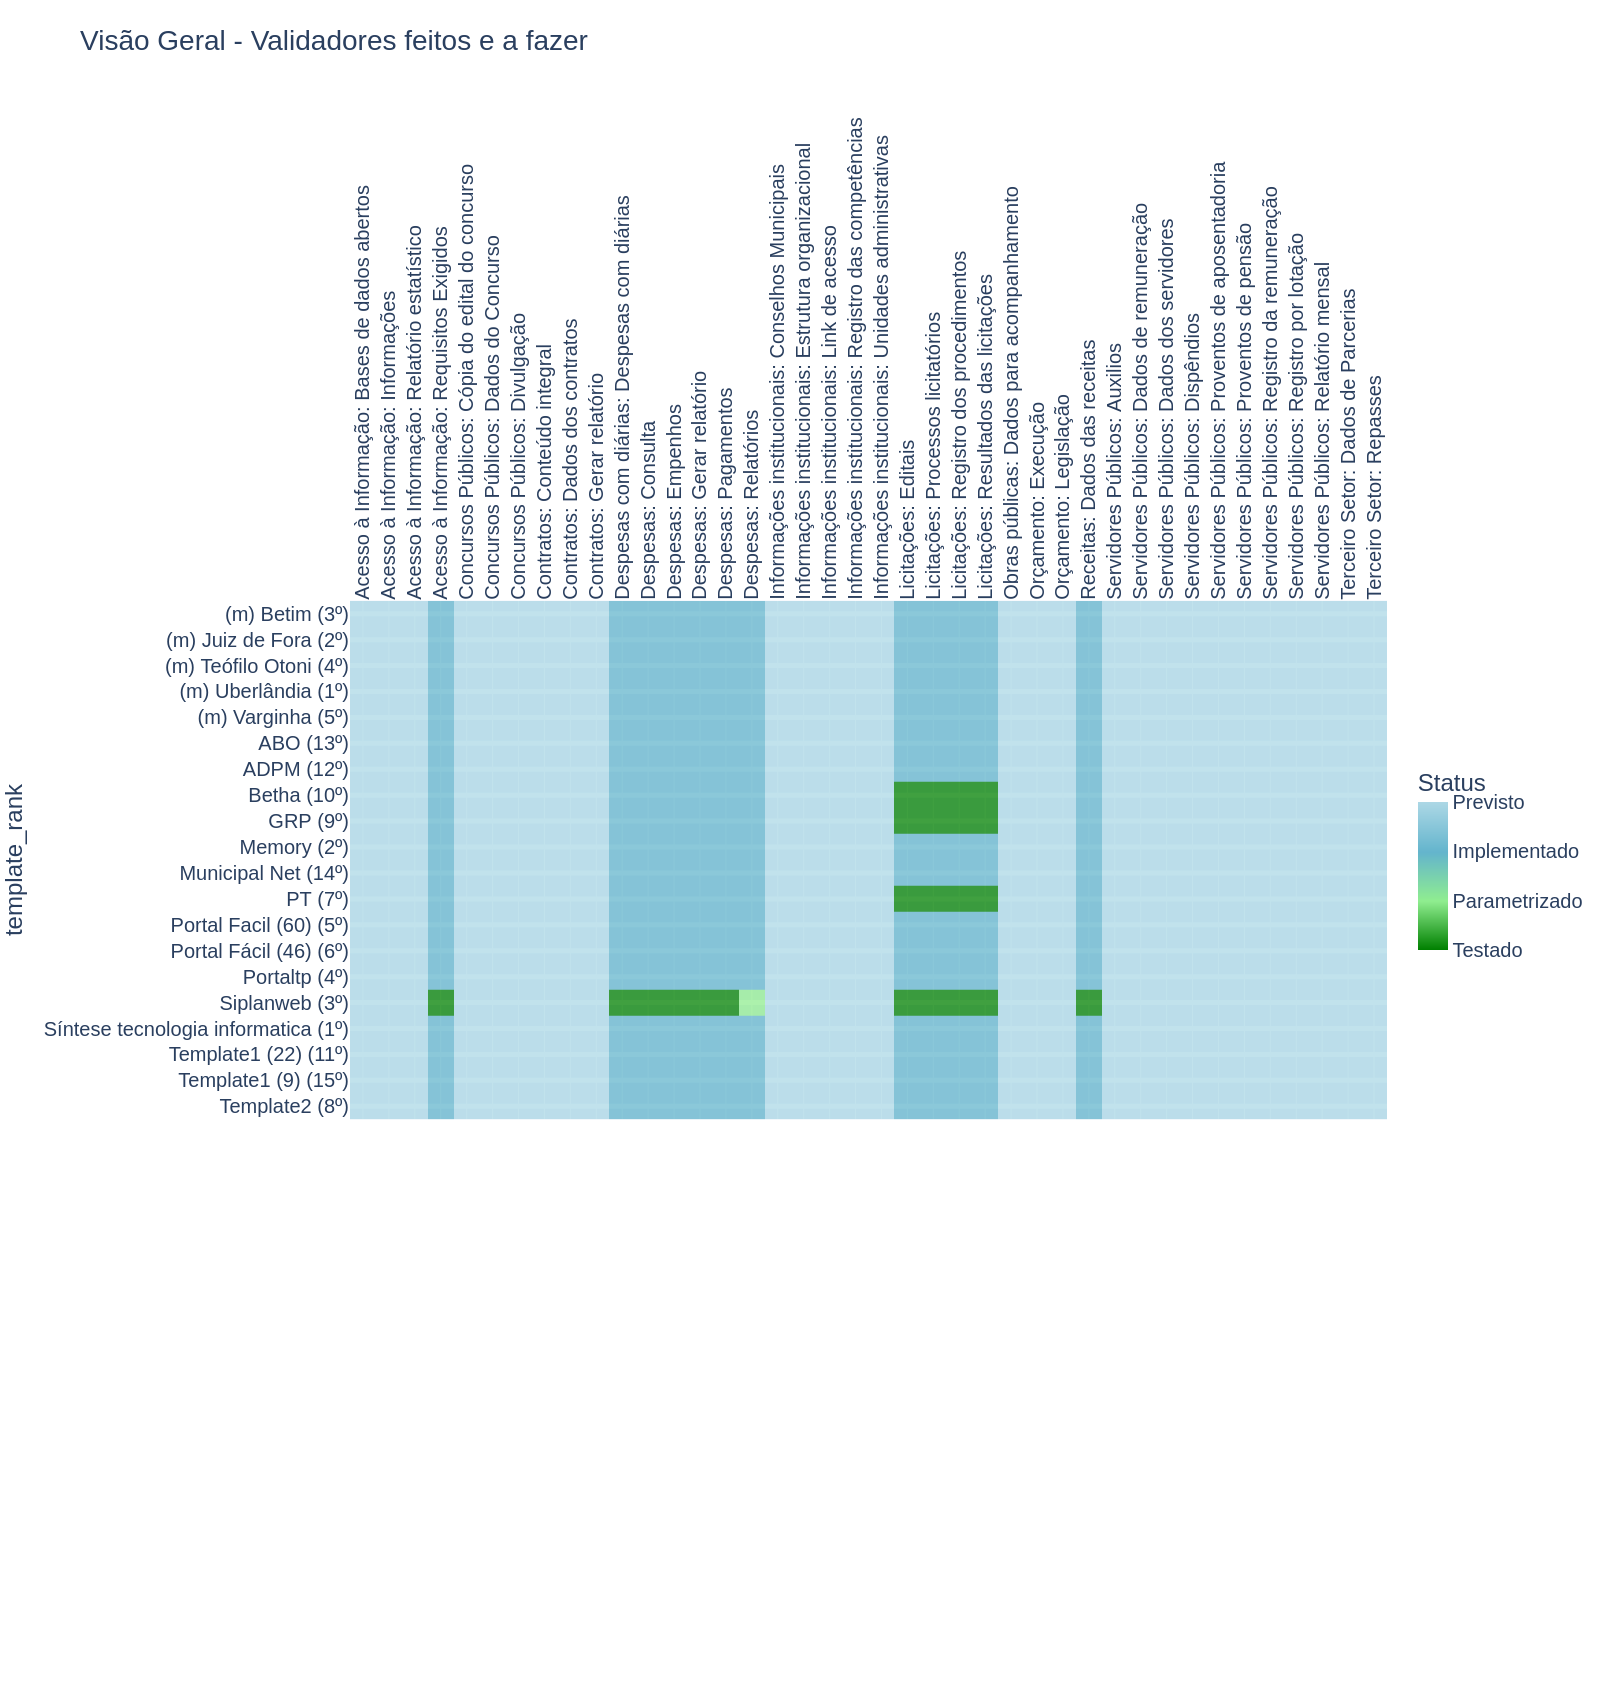 Visão Geral - Validadores feitos e a fazer
Acesso à Informação: Bases de dados abertos
Acesso à Informação: Informações
Acesso à Informação: Relatório estatístico
Acesso à Informação: Requisitos Exigidos
Concursos Públicos: Cópia do edital do concurso
Concursos Públicos: Dados do Concurso
Concursos Públicos: Divulgação
Contratos: Conteúdo integral
Contratos: Dados dos contratos
Contratos: Gerar relatório
Despesas com diárias: Despesas com diárias
Despesas: Consulta
Despesas: Empenhos
Despesas: Gerar relatório
Despesas: Pagamentos
Despesas: Relatórios
Informações institucionais: Conselhos Municipais
Informações institucionais: Estrutura organizacional
Informações institucionais: Link de acesso
Informações institucionais: Registro das competências
Informações institucionais: Unidades administrativas
Licitações: Editais
Licitações: Processos licitatórios
Licitações: Registro dos procedimentos
Licitações: Resultados das licitações
Obras públicas: Dados para acompanhamento
Orçamento: Execução
Orçamento: Legislação
Receitas: Dados das receitas
Servidores Públicos: Auxilios
Servidores Públicos: Dados de remuneração
Servidores Públicos: Dados dos servidores
Servidores Públicos: Dispêndios
Servidores Públicos: Proventos de aposentadoria
Servidores Públicos: Proventos de pensão
Servidores Públicos: Registro da remuneração
Servidores Públicos: Registro por lotação
Servidores Públicos: Relatório mensal
Terceiro Setor: Dados de Parcerias
Terceiro Setor: Repasses
template_rank
(m) Betim (3º)
(m) Juiz de Fora (2º)
(m) Teófilo Otoni (4º)
(m) Uberlândia (1º)
(m) Varginha (5º)
ABO (13º)
ADPM (12º)
Betha (10º)
GRP (9º)
Memory (2º)
Municipal Net (14º)
PT (7º)
Portal Facil (60) (5º)
Portal Fácil (46) (6º)
Portaltp (4º)
Siplanweb (3º)
Síntese tecnologia informatica (1º)
Template1 (22) (11º)
Template1 (9) (15º)
Template2 (8º)
Status
Previsto
Implementado
Parametrizado
Testado